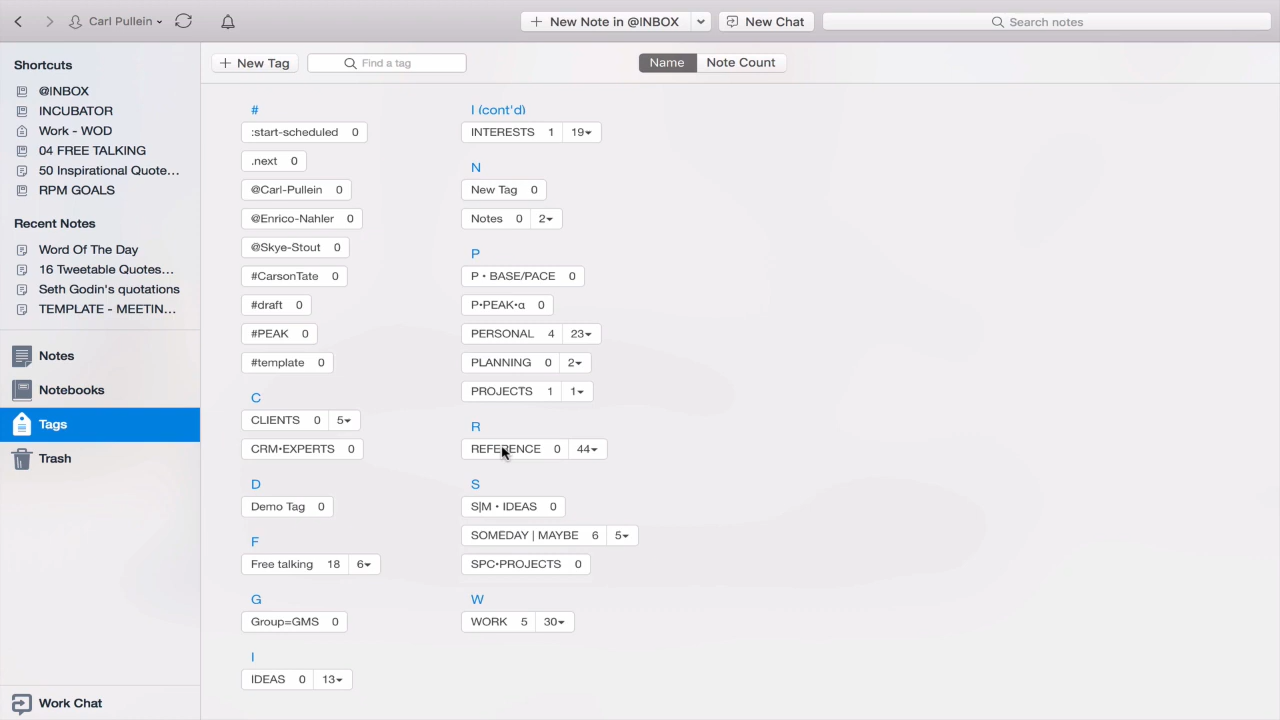 Carl Pullein
New Note in @INBOX
New Chat
Search notes
Shortcuts
@INBOX
INCUBATOR
Work - WOD
04 FREE TALKING
50 Inspirational Quote...
RPM GOALS
Recent Notes
Word Of The Day
16 Tweetable Quotes...
Seth Godin's quotations
TEMPLATE - MEETIN...
Notes
Notebooks
Tags
Trash
Work Chat
+ New Tag
Find a tag
Name
Note Count
#
:start-scheduled 0
.next 0
@Carl-Pullein 0
@Enrico-Nahler 0
@Skye-Stout 0
#CarsonTate 0
#draft 0
#PEAK 0
#template 0
C
CLIENTS 0 5
CRM•EXPERTS 0
D
Demo Tag 0
F
Free talking 18 6
G
Group=GMS 0
I
IDEAS 0 13
I (cont'd)
INTERESTS 1 19
N
New Tag 0
Notes 0 2
P
P • BASE/PACE 0
P•PEAK•α 0
PERSONAL 4 23
PLANNING 0 2
PROJECTS 1 1
R
REFERENCE 0 44
S
S|M • IDEAS 0
SOMEDAY | MAYBE 6 5
SPC•PROJECTS 0
W
WORK 5 30